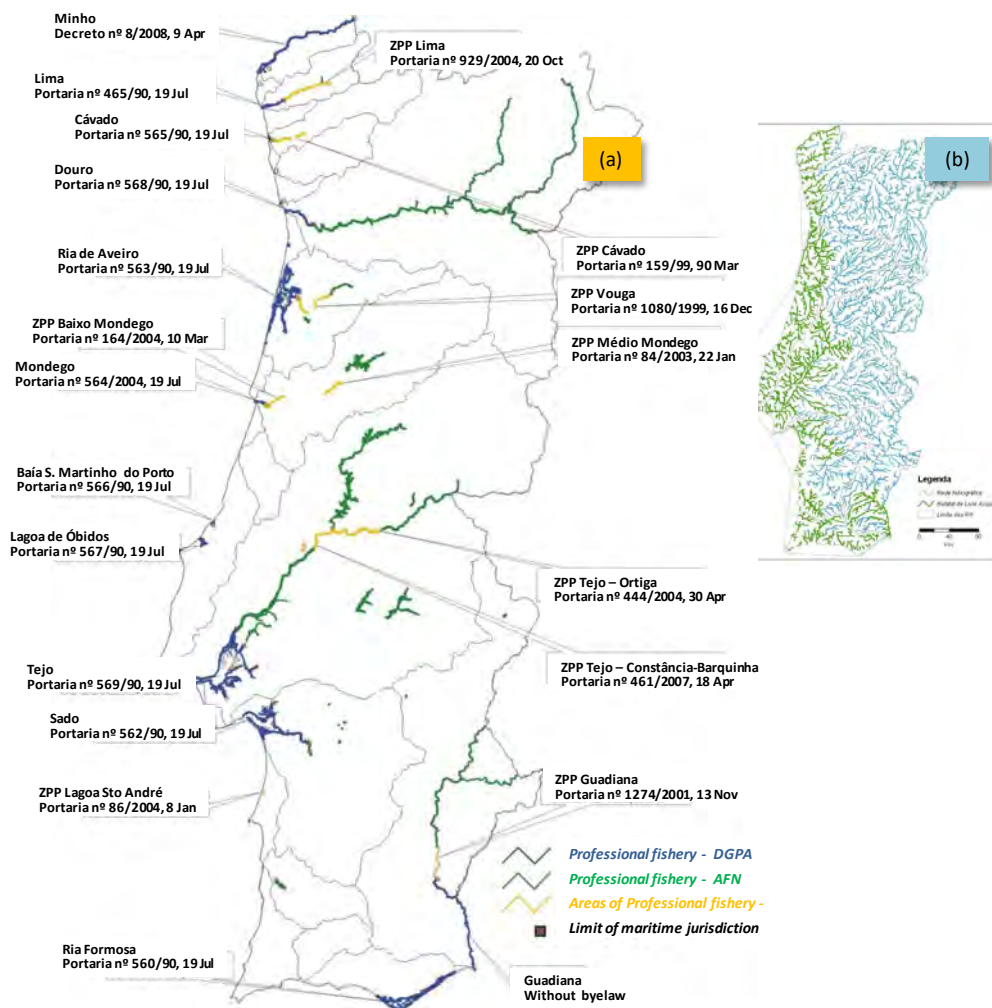 Minho
Decreto nº 8/2008, 9 Apr
ZPP Lima
Portaria nº 929/2004, 20 Oct
Lima
Portaria nº 465/90, 19 Jul
Cávado
Portaria nº 565/90, 19 Jul
(a)
(b)
Douro
Portaria nº 568/90, 19 Jul
ZPP Cávado
Portaria nº 159/99, 90 Mar
Ria de Aveiro
Portaria nº 563/90, 19 Jul
ZPP Vouga
Portaria nº 1080/1999, 16 Dec
ZPP Baixo Mondego
Portaria nº 164/2004, 10 Mar
ZPP Médio Mondego
Portaria nº 84/2003, 22 Jan
Mondego
Portaria nº 564/2004, 19 Jul
Baía S. Martinho do Porto
Portaria nº 566/90, 19 Jul
Legenda
Rede hidrográfica
Limite das RH
Lagoa de Óbidos
Portaria nº 567/90, 19 Jul
ZPP Tejo – Ortiga
Portaria nº 444/2004, 30 Apr
ZPP Tejo – Constância-Barquinha
Portaria nº 461/2007, 18 Apr
Tejo
Portaria nº 569/90, 19 Jul
Sado
Portaria nº 562/90, 19 Jul
ZPP Lagoa Sto André
Portaria nº 86/2004, 8 Jan
ZPP Guadiana
Portaria nº 1274/2001, 13 Nov
Professional fishery - DGPA
Professional fishery - AFN
Areas of Professional fishery -
Limit of maritime jurisdiction
Ria Formosa
Portaria nº 560/90, 19 Jul
Guadiana
Without byelaw